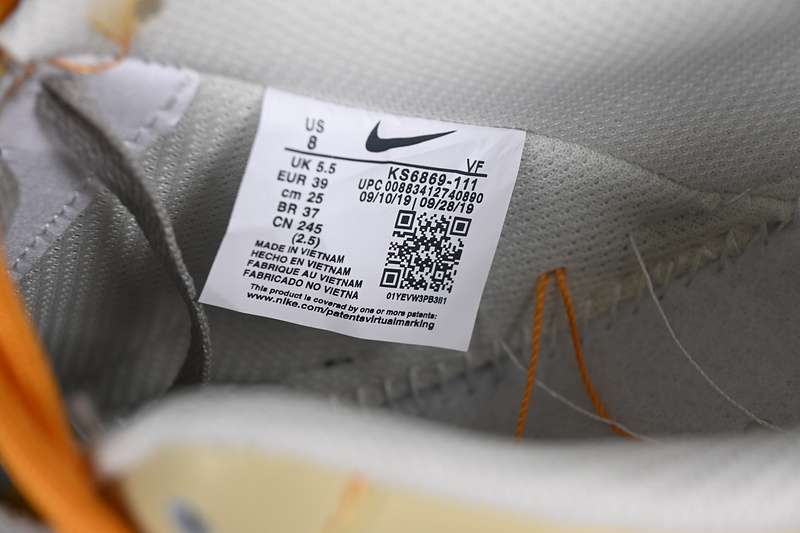 US
8
UK 5.5
EUR 39
cm 25
BR 37
CN 245
(2.5)
VF
KS6869-111
UPC 00883412740890
09/10/19 | 09/28/19
01YEVW3PB3II1
MADE IN VIETNAM
HECHO EN VIETNAM
FABRIQUE AU VIETNAM
FABRICADO NO VIETNA
This product is covered by one or more patents:
www.nike.com/patentsvirtualmarking